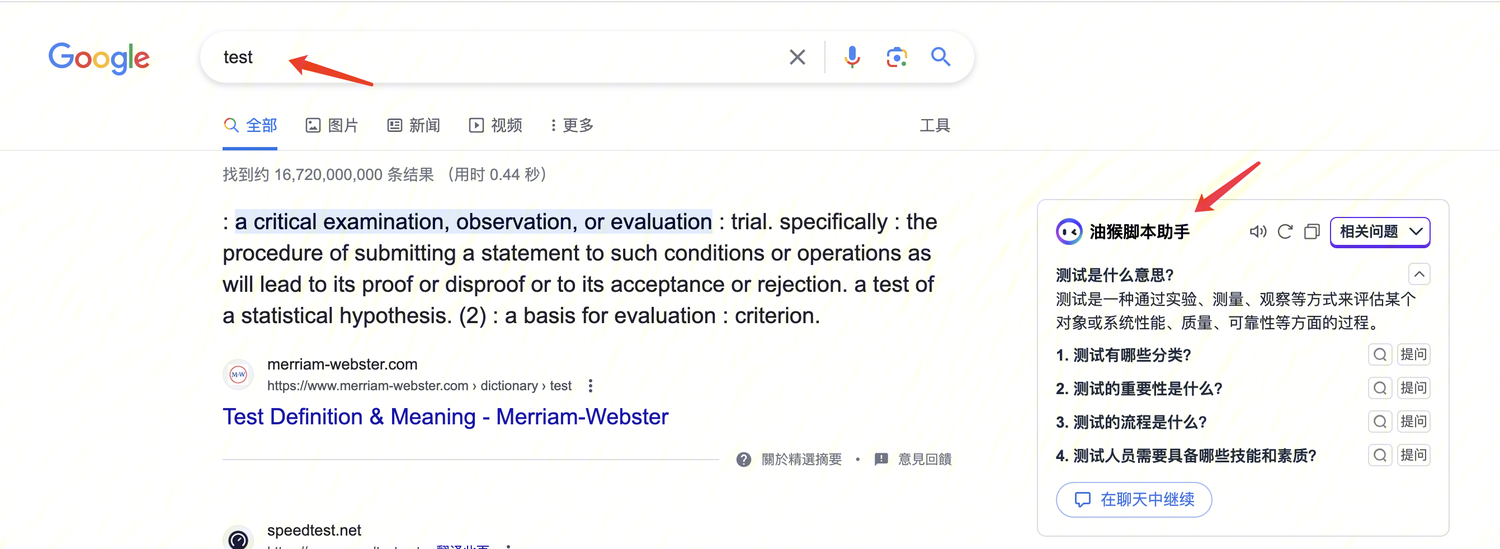 Google
test
全部
图片
新闻
视频
更多
工具
找到约 16,720,000,000 条结果 （用时 0.44 秒）
: a critical examination, observation, or evaluation : trial. specifically : the
procedure of submitting a statement to such conditions or operations as
will lead to its proof or disproof or to its acceptance or rejection. a test of
a statistical hypothesis. (2) : a basis for evaluation : criterion.
M-W
merriam-webster.com
https://www.merriam-webster.com › dictionary › test
Test Definition & Meaning - Merriam-Webster
關於精選摘要 • 意見回饋
speedtest.net
油猴脚本助手
相关问题
测试是什么意思?
测试是一种通过实验、测量、观察等方式来评估某个
对象或系统性能、质量、可靠性等方面的过程。
1. 测试有哪些分类? 提问
2. 测试的重要性是什么? 提问
3. 测试的流程是什么? 提问
4. 测试人员需要具备哪些技能和素质? 提问
在聊天中继续